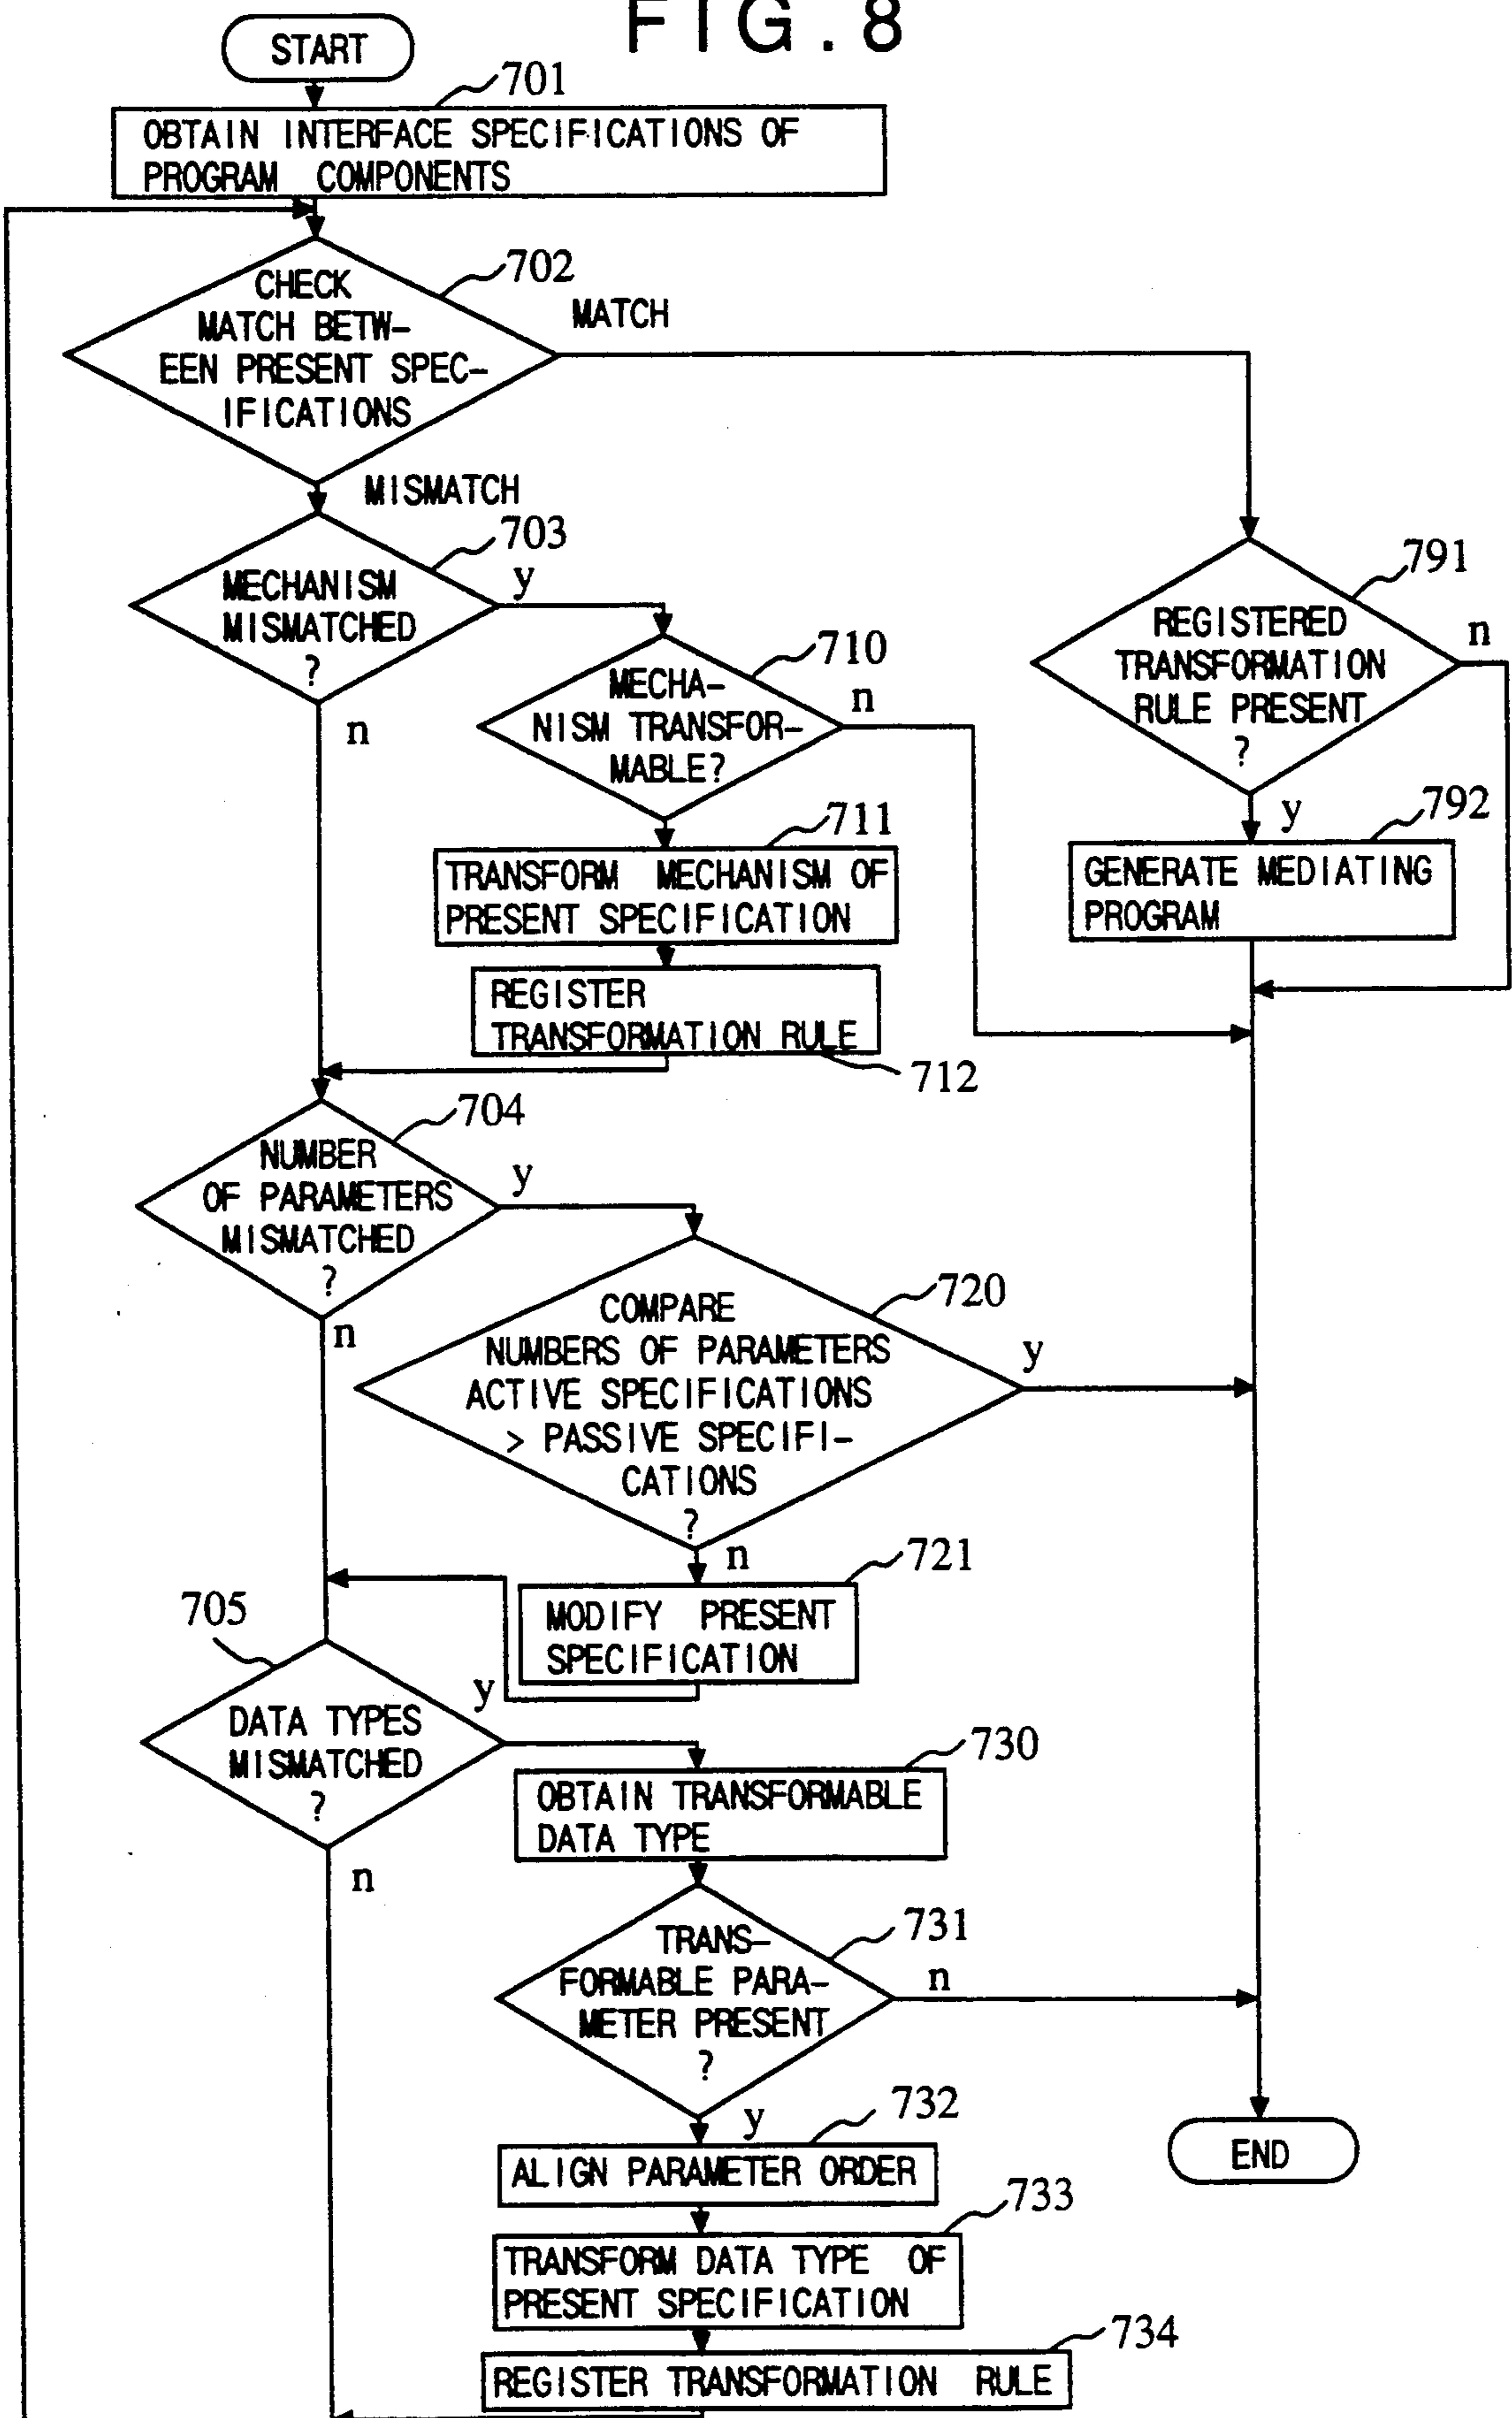 FIG. 8
START
701
OBTAIN INTERFACE SPECIFICATIONS OF
PROGRAM COMPONENTS
702
CHECK
MATCH BETW-
EEN PRESENT SPEC-
IFICATIONS
MATCH
MISMATCH
703
MECHANISM
MISMATCHED
?
y
n
710
MECHA-
NISM TRANSFOR-
MABLE?
n
791
REGISTERED
TRANSFORMATION
RULE PRESENT
?
n
y
792
GENERATE MEDIATING
PROGRAM
711
TRANSFORM MECHANISM OF
PRESENT SPECIFICATION
REGISTER
TRANSFORMATION RULE
712
704
NUMBER
OF PARAMETERS
MISMATCHED
?
y
n
720
COMPARE
NUMBERS OF PARAMETERS
ACTIVE SPECIFICATIONS
> PASSIVE SPECIFI-
CATIONS
?
y
n
721
MODIFY PRESENT
SPECIFICATION
705
DATA TYPES
MISMATCHED
?
y
n
730
OBTAIN TRANSFORMABLE
DATA TYPE
731
TRANS-
FORMABLE PARA-
METER PRESENT
?
n
y
732
ALIGN PARAMETER ORDER
END
733
TRANSFORM DATA TYPE OF
PRESENT SPECIFICATION
734
REGISTER TRANSFORMATION RULE